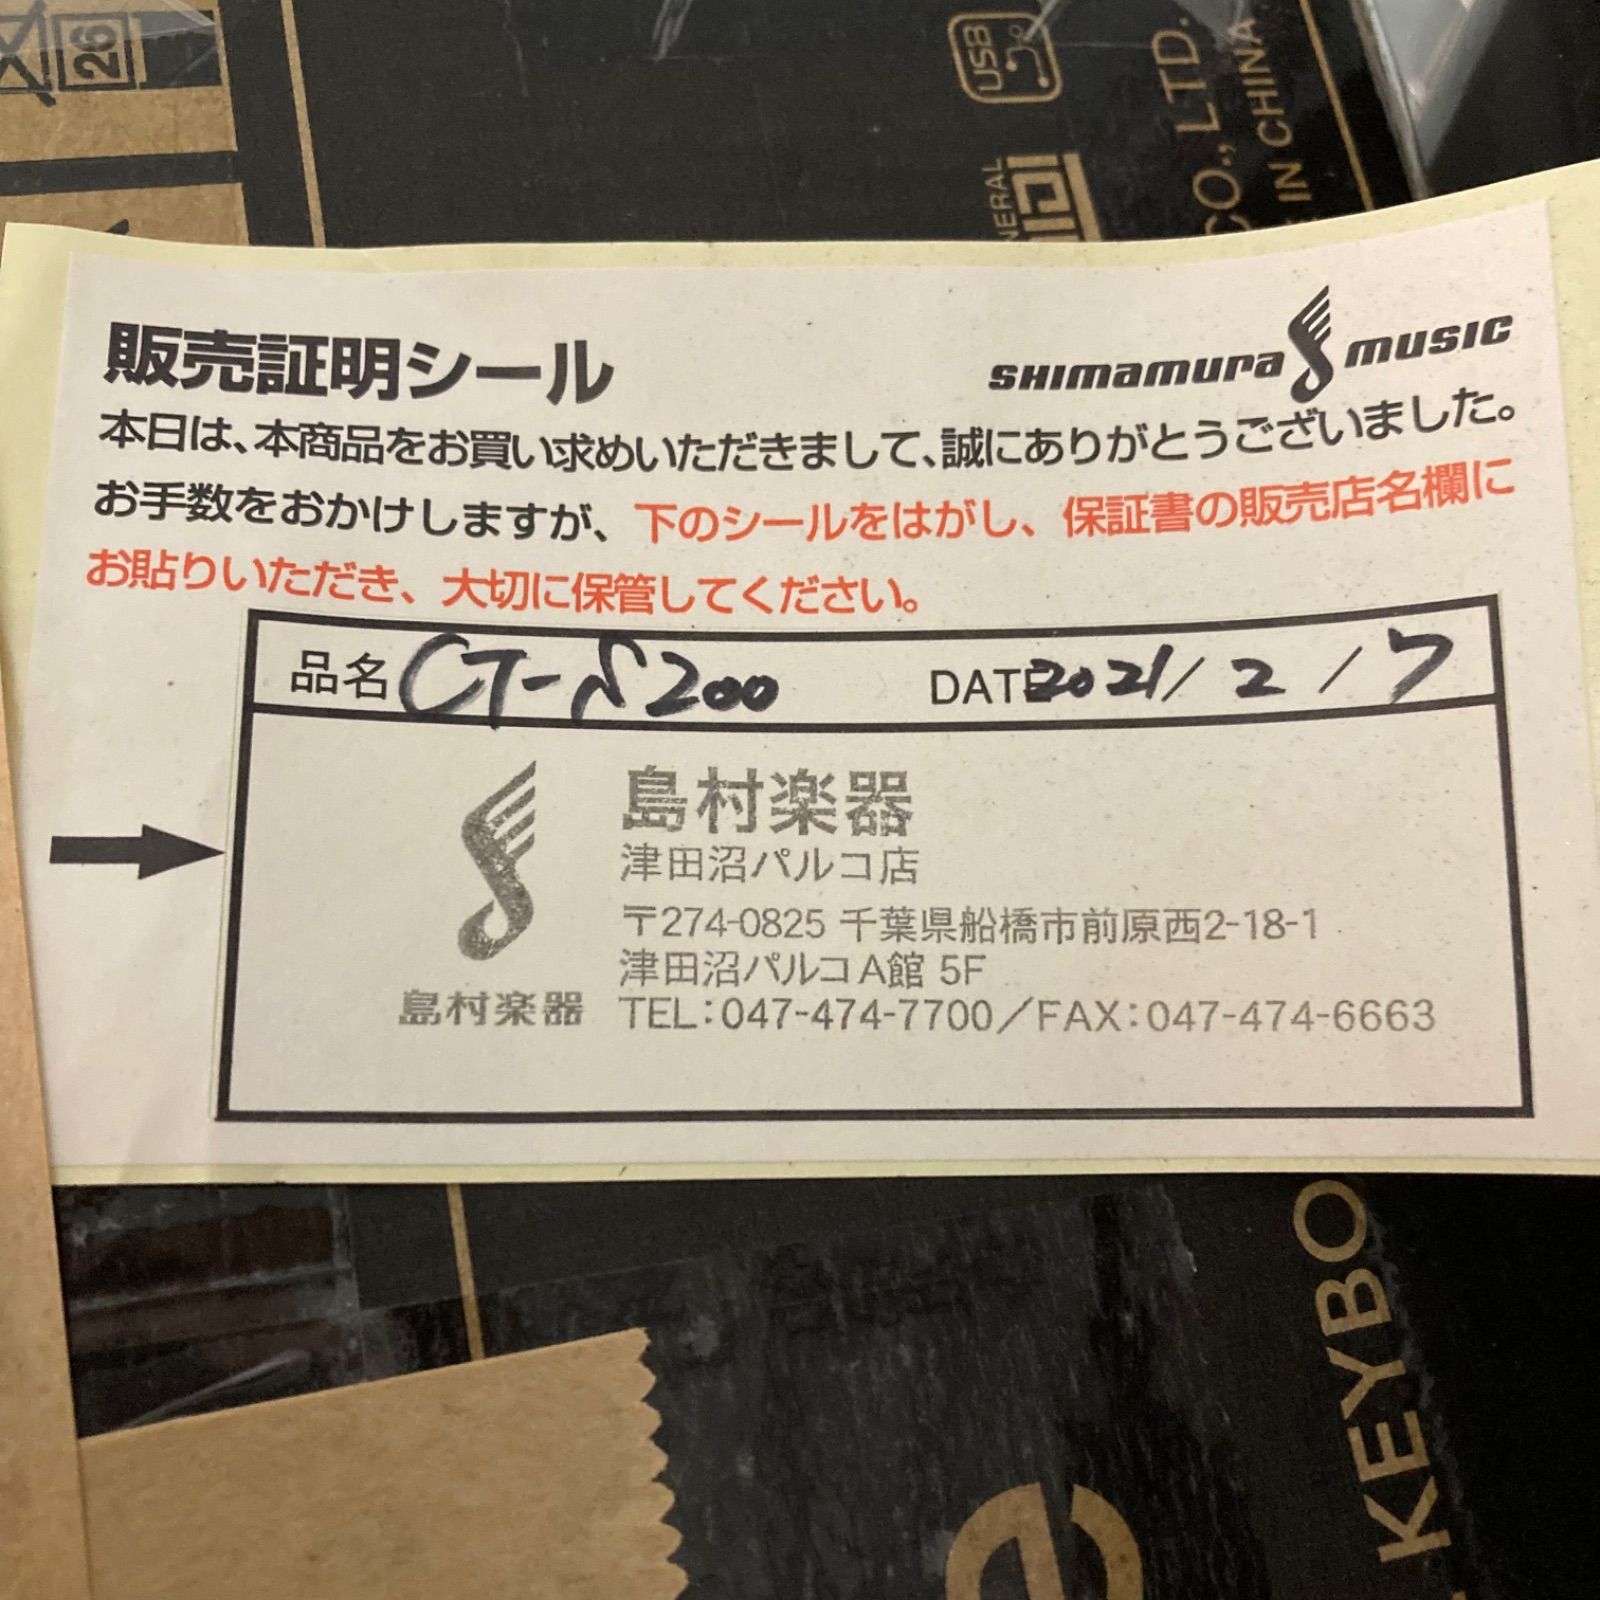 26
USB
NERAL
CO., LTD.
IN CHINA
販売証明シール
SHIMAMURA MUSIC
本日は、本商品をお買い求めいただきまして、誠にありがとうございました。
お手数をおかけしますが、下のシールをはがし、保証書の販売店名欄に
お貼りいただき、大切に保管してください。
品名 CT-S200 DATE 2021/2/7
島村楽器
津田沼パルコ店
〒274-0825 千葉県船橋市前原西2-18-1
津田沼パルコA館 5F
島村楽器 TEL：047-474-7700／FAX：047-474-6663
KEYBO
KEY